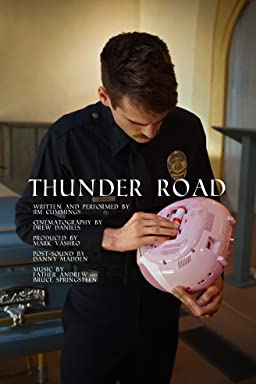 THUNDER ROAD
WRITTEN AND PERFORMED BY
JIM CUMMINGS
CINEMATOGRAPHY BY
DREW DANIELS
PRODUCED BY
MARK VASHRO
POST-SOUND BY
DANNY MADDEN
MUSIC BY
FATHER ANDREW AND
BRUCE SPRINGSTEEN